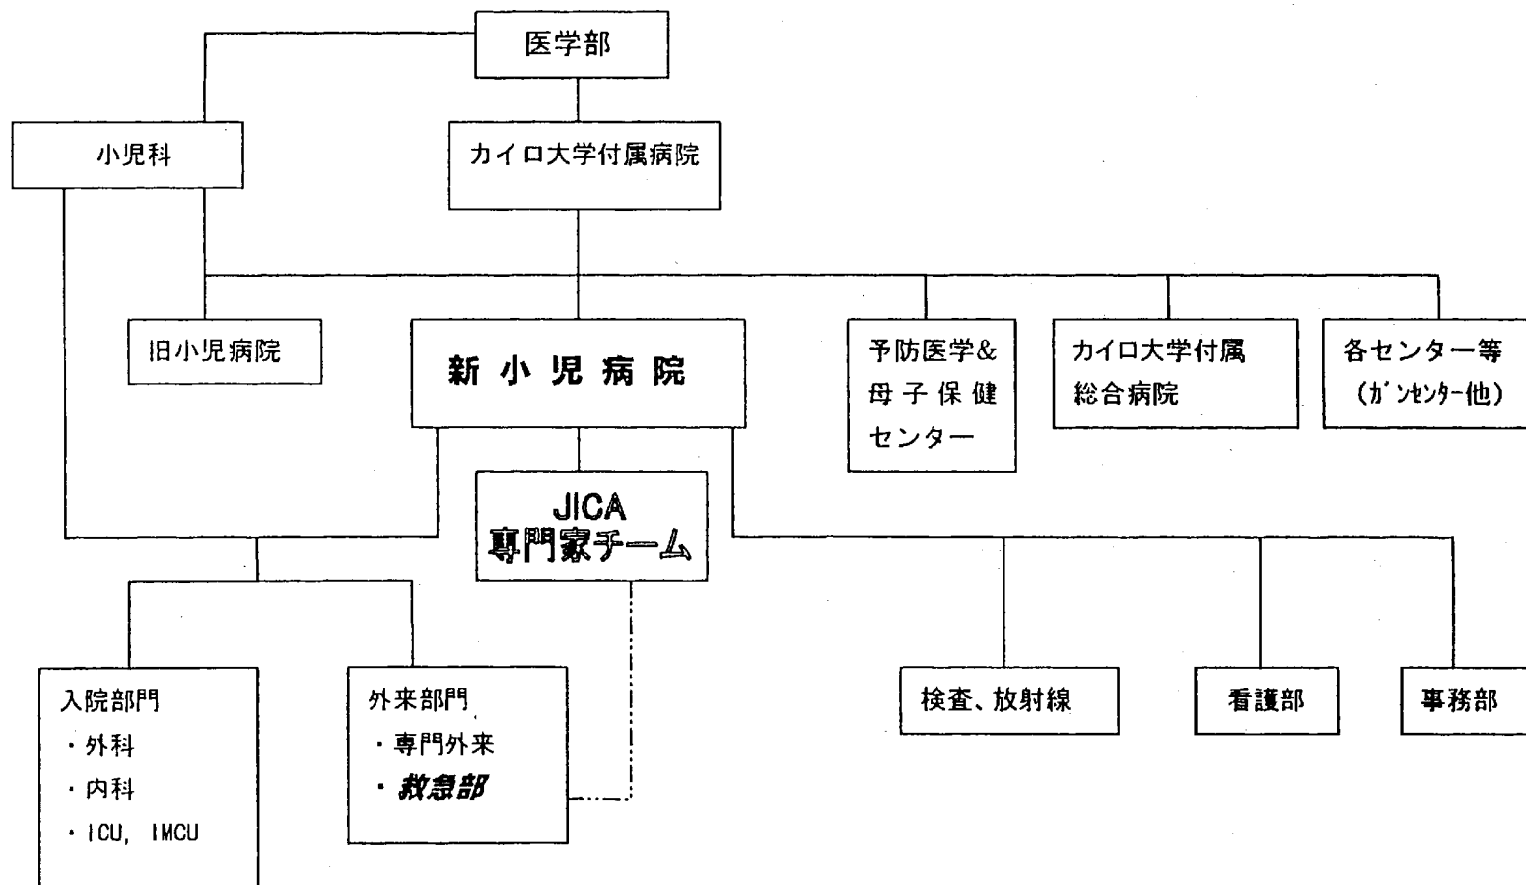 医学部
小児科
カイロ大学付属病院
旧小児病院
新小児病院
予防医学&
母子保健
センター
カイロ大学付属
総合病院
各センター等
(ｶﾞﾝｾﾝﾀｰ他)
JICA
専門家チーム
入院部門
・外科
・内科
・ICU, IMCU
外来部門
・専門外来
・救急部
検査、放射線
看護部
事務部